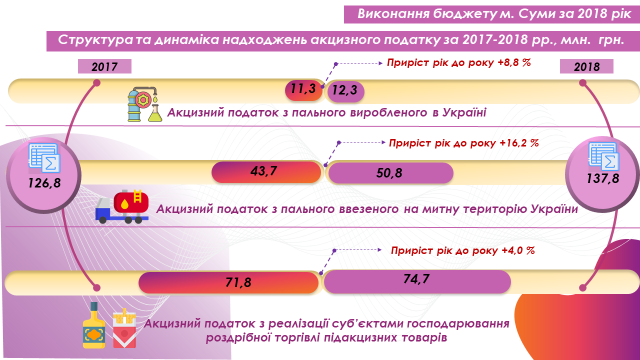 Виконання бюджету м. Суми за 2018 рік
Структура та динаміка надходжень акцизного податку за 2017-2018 рр., млн. грн.
2017
2018
Приріст рік до року +8,8 %
11,3
12,3
Акцизний податок з пального виробленого в Україні
Приріст рік до року +16,2 %
126,8
43,7
50,8
137,8
Акцизний податок з пального ввезеного на митну територію України
Приріст рік до року +4,0 %
71,8
74,7
Акцизний податок з реалізації суб'єктами господарювання
роздрібної торгівлі підакцизних товарів